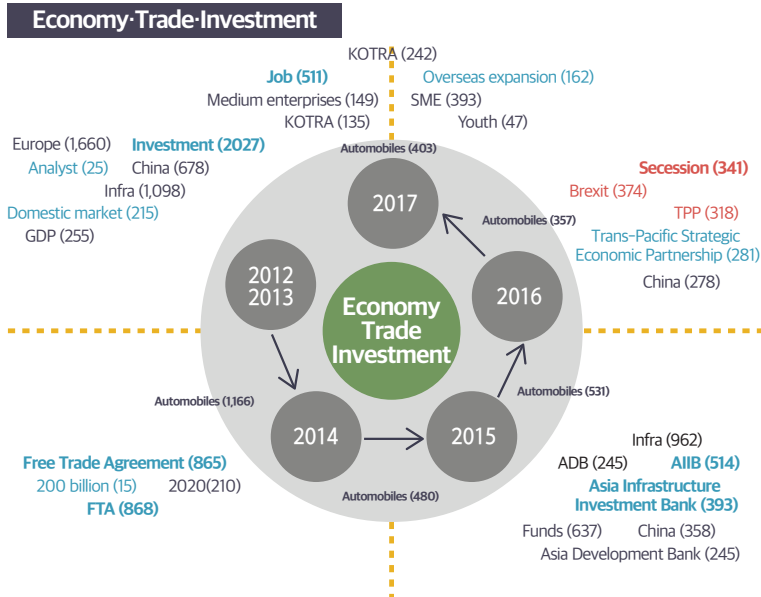 Economy·Trade·Investment
KOTRA (242)
Job (511) Overseas expansion (162)
Medium enterprises (149) SME (393)
KOTRA (135) Youth (47)
Automobiles (403)
Europe (1,660) Investment (2027)
Analyst (25) China (678)
Infra (1,098)
Domestic market (215)
GDP (255)
Secession (341)
Brexit (374)
TPP (318)
Trans-Pacific Strategic
Economic Partnership (281)
China (278)
2017
Automobiles (357)
2012
2013
2016
Economy
Trade
Investment
Automobiles (1,166)
Automobiles (531)
2014
2015
Automobiles (480)
Free Trade Agreement (865)
200 billion (15) 2020(210)
FTA (868)
Infra (962)
ADB (245) AIIB (514)
Asia Infrastructure
Investment Bank (393)
Funds (637) China (358)
Asia Development Bank (245)